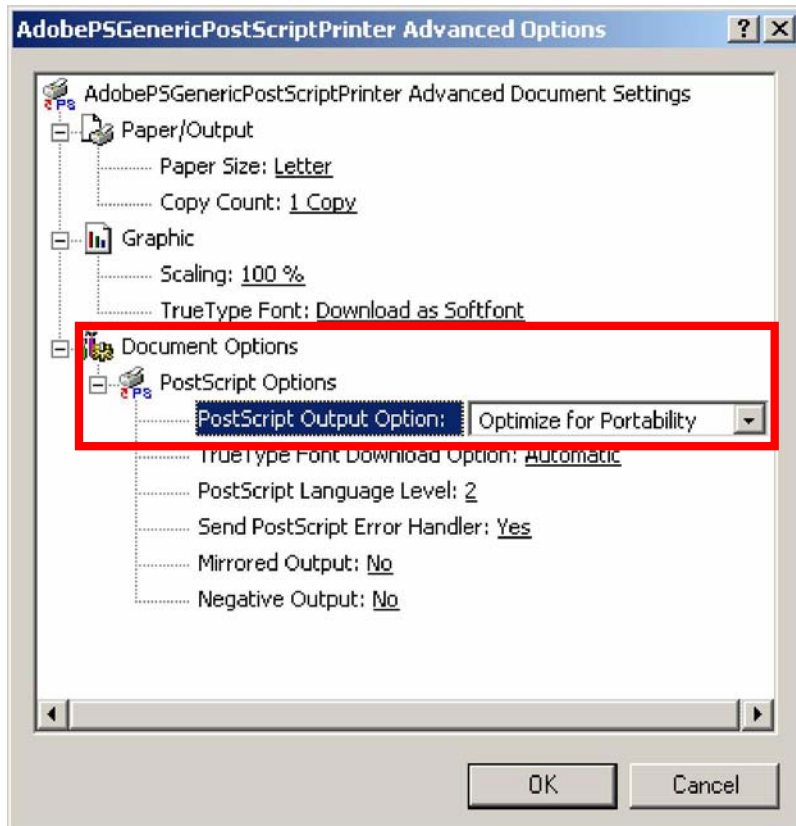 AdobePSGenericPostScriptPrinter Advanced Options
AdobePSGenericPostScriptPrinter Advanced Document Settings
Paper/Output
Paper Size: Letter
Copy Count: 1 Copy
Graphic
Scaling: 100 %
TrueType Font: Download as Softfont
Document Options
PS PostScript Options
PostScript Output Option: Optimize for Portability
TrueType Font Download Option: Automatic
PostScript Language Level: 2
Send PostScript Error Handler: Yes
Mirrored Output: No
Negative Output: No
OK Cancel